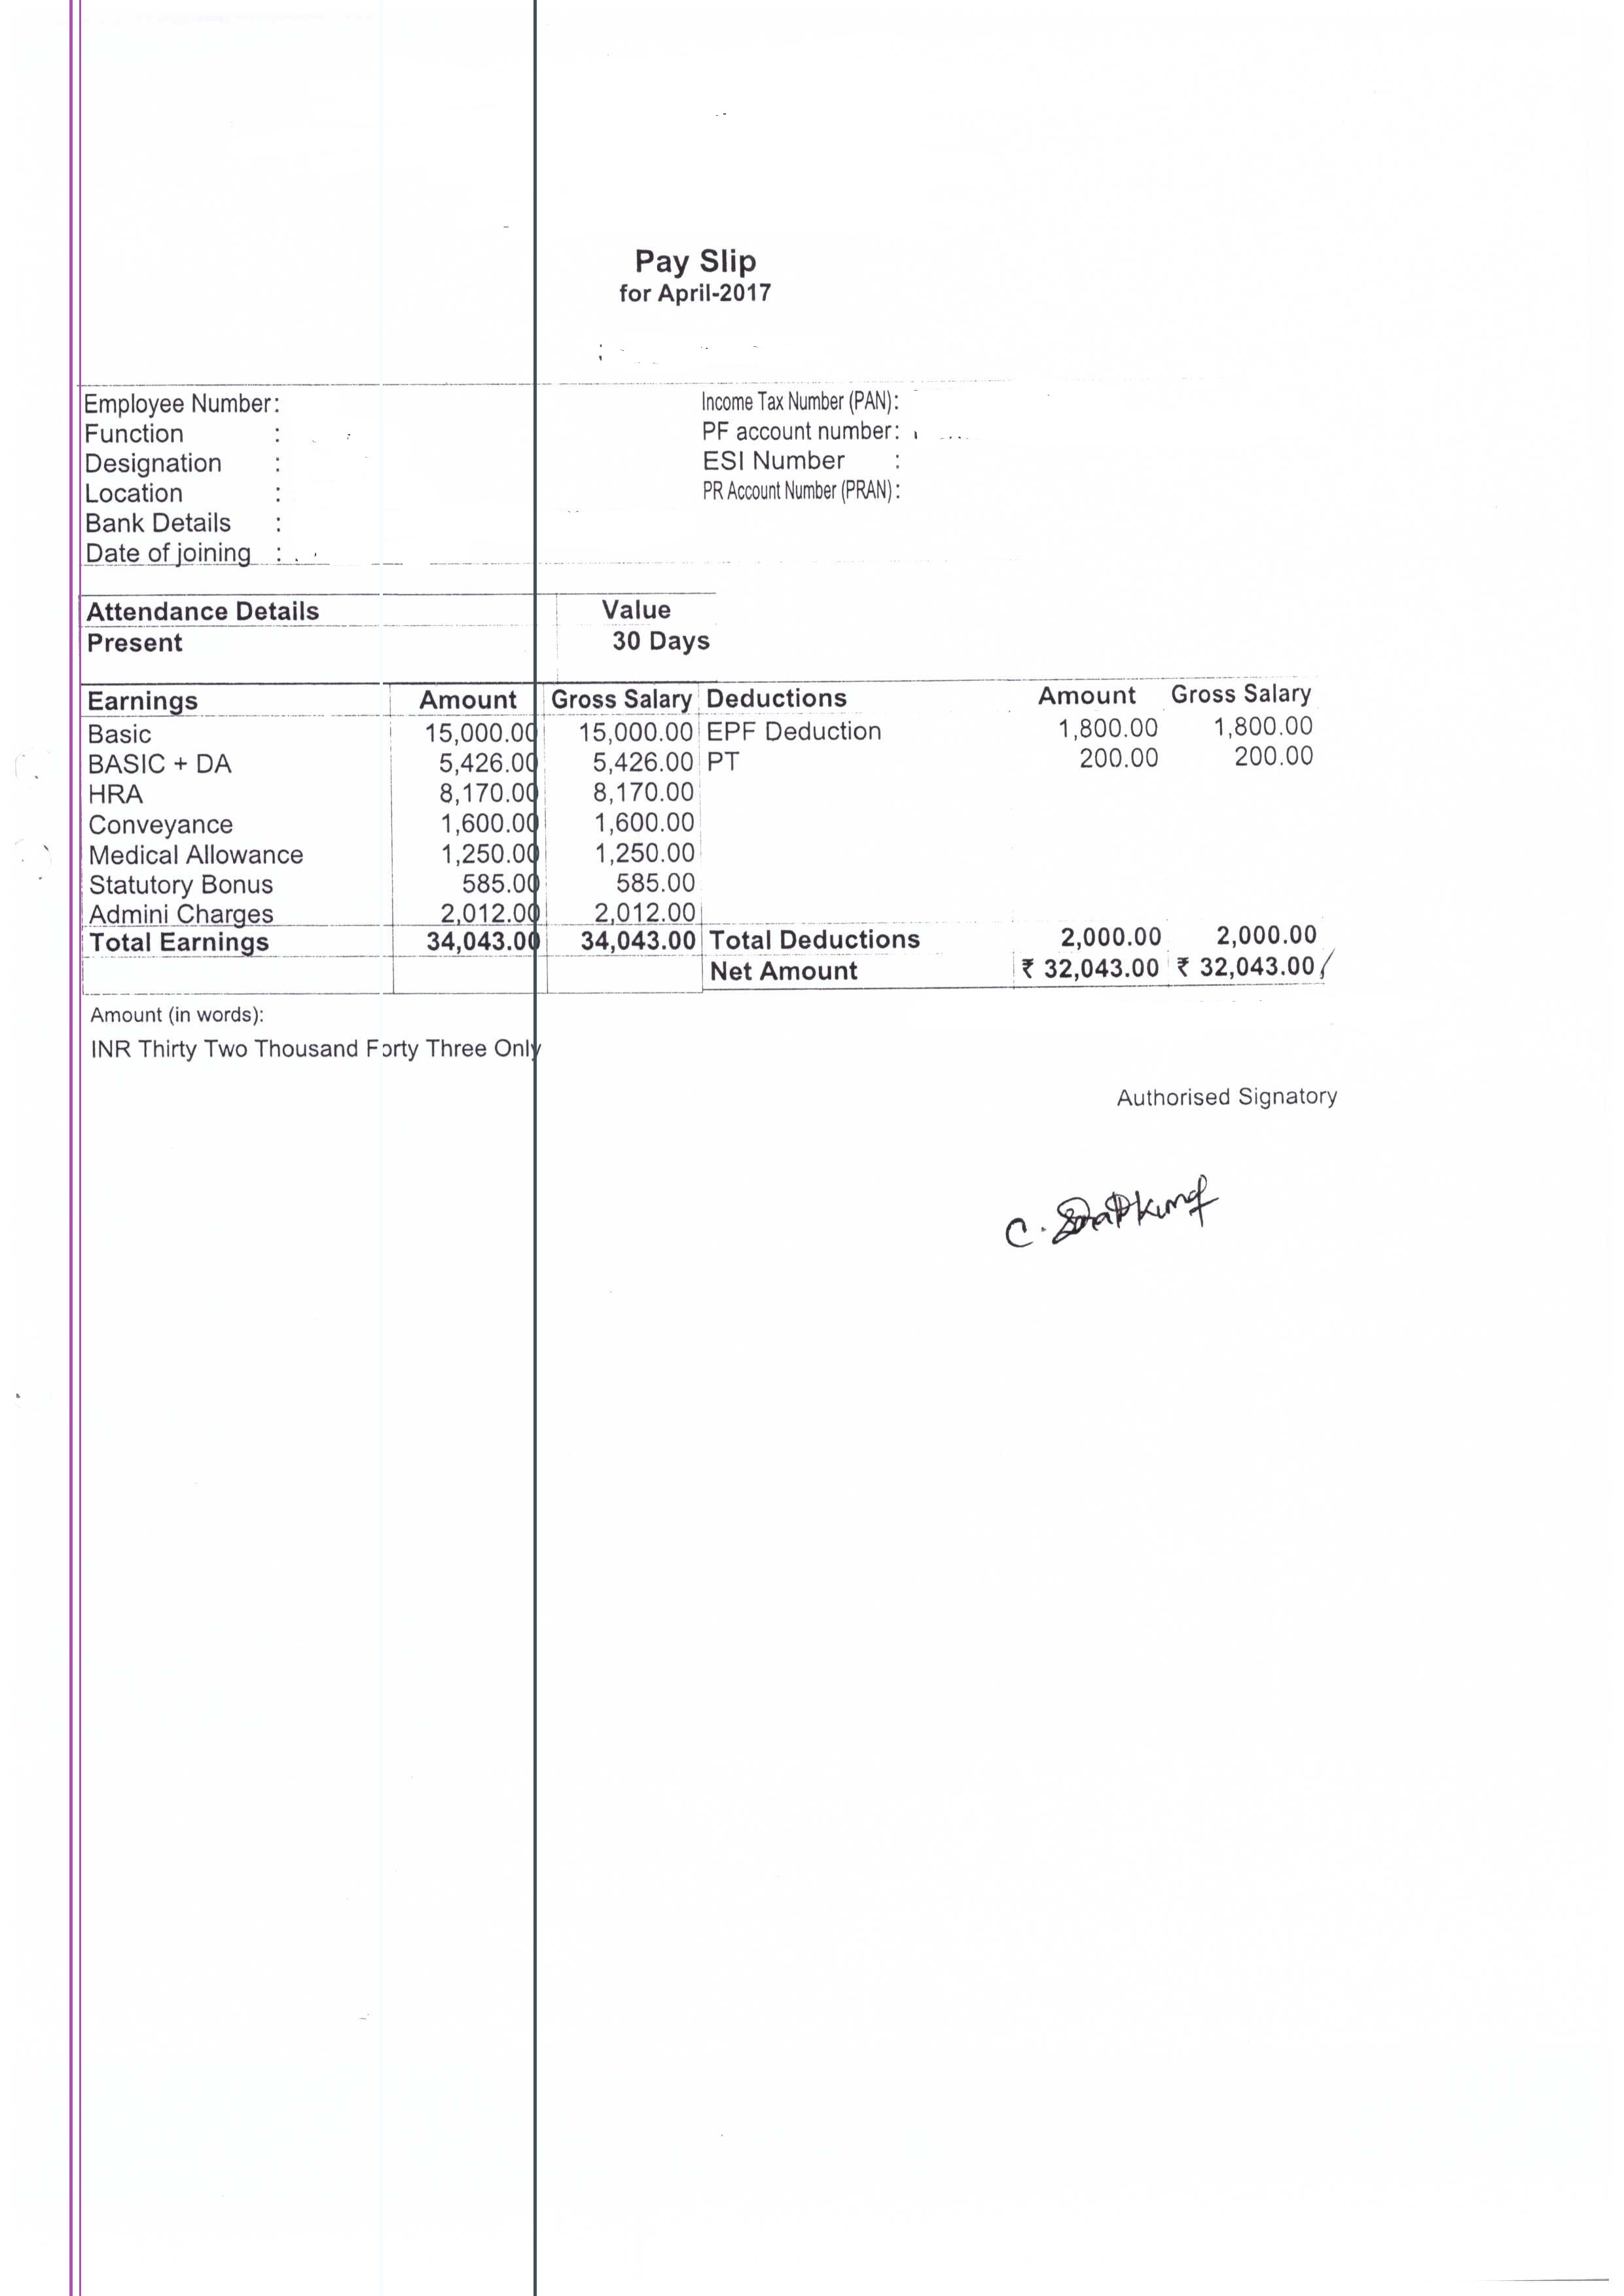 Pay Slip
for April-2017
Employee Number: Income Tax Number (PAN):
Function : PF account number:
Designation : ESI Number :
Location : PR Account Number (PRAN):
Bank Details :
Date of joining :
Attendance Details Value
Present 30 Days
Earnings Amount Gross Salary Deductions Amount Gross Salary
Basic 15,000.00 15,000.00 EPF Deduction 1,800.00 1,800.00
BASIC + DA 5,426.00 5,426.00 PT 200.00 200.00
HRA 8,170.00 8,170.00
Conveyance 1,600.00 1,600.00
Medical Allowance 1,250.00 1,250.00
Statutory Bonus 585.00 585.00
Admini Charges 2,012.00 2,012.00
Total Earnings 34,043.00 34,043.00 Total Deductions 2,000.00 2,000.00
Net Amount ₹ 32,043.00 ₹ 32,043.00
Amount (in words):
INR Thirty Two Thousand Forty Three Only
Authorised Signatory
C.